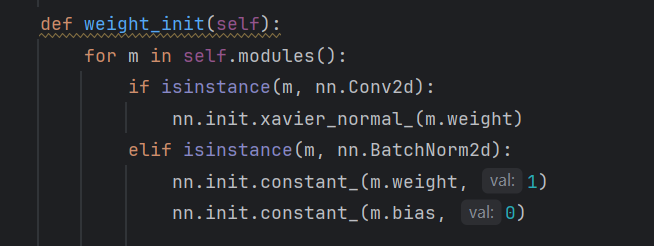 def weight_init(self):
    for m in self.modules():
        if isinstance(m, nn.Conv2d):
            nn.init.xavier_normal_(m.weight)
        elif isinstance(m, nn.BatchNorm2d):
            nn.init.constant_(m.weight, val: 1)
            nn.init.constant_(m.bias, val: 0)